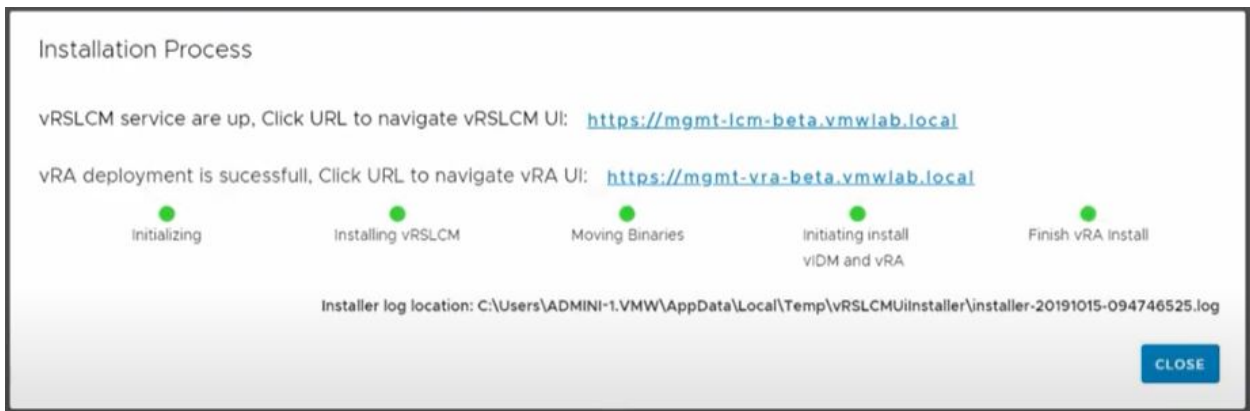 Installation Process
vRSLCM service are up, Click URL to navigate vRSLCM UI: https://mgmt-lcm-beta.vmwlab.local
vRA deployment is sucessfull, Click URL to navigate vRA UI: https://mgmt-vra-beta.vmwlab.local
Initializing Installing vRSLCM Moving Binaries Initiating install Finish vRA Install
vIDM and vRA
Installer log location: C:\Users\ADMINI~1.VMW\AppData\Local\Temp\vRSLCMUiInstaller\installer-20191015-094746525.log
CLOSE